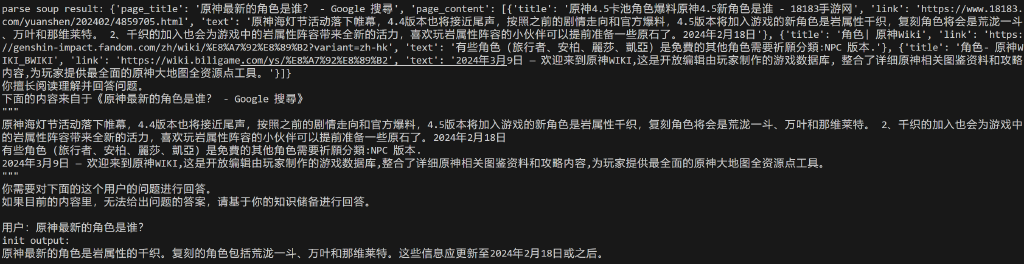 parse soup result: {'page_title': '原神最新的角色是谁? - Google 搜尋', 'page_content': [{'title': '原神4.5卡池角色爆料原神4.5新角色是谁 - 18183手游网', 'link': 'https://www.18183.
com/yuanshen/202402/4859705.html', 'text': '原神海灯节活动落下帷幕，4.4版本也将接近尾声，按照之前的剧情走向和官方爆料，4.5版本将加入游戏的新角色是岩属性千织，复刻角色将会是荒泷一斗
、万叶和那维莱特。 2、千织的加入也会为游戏中的岩属性阵容带来全新的活力，喜欢玩岩属性阵容的小伙伴可以提前准备一些原石了。2024年2月18日'}, {'title': '角色| 原神Wiki', 'link': 'https:
//genshin-impact.fandom.com/zh/wiki/%E8%A7%92%E8%89%B2?variant=zh-hk', 'text': '有些角色（旅行者、安柏、麗莎、凱亞）是免費的其他角色需要祈願分類:NPC 版本.'}, {'title': '角色- 原神W
IKI_BWIKI', 'link': 'https://wiki.biligame.com/ys/%E8%A7%92%E8%89%B2', 'text': '2024年3月9日 — 欢迎来到原神WIKI,这是开放编辑由玩家制作的游戏数据库，整合了详细原神相关图鉴资料和攻略
内容,为玩家提供最全面的原神大地图全资源点工具。'}]}
你擅长阅读理解并回答问题。
下面的内容来自于《原神最新的角色是谁? - Google 搜尋》
"""
原神海灯节活动落下帷幕，4.4版本也将接近尾声，按照之前的剧情走向和官方爆料，4.5版本将加入游戏的新角色是岩属性千织，复刻角色将会是荒泷一斗、万叶和那维莱特。 2、千织的加入也会为游戏中
的岩属性阵容带来全新的活力，喜欢玩岩属性阵容的小伙伴可以提前准备一些原石了。2024年2月18日
有些角色（旅行者、安柏、麗莎、凱亞）是免費的其他角色需要祈願分類:NPC 版本.
2024年3月9日 — 欢迎来到原神WIKI,这是开放编辑由玩家制作的游戏数据库,整合了详细原神相关图鉴资料和攻略内容,为玩家提供最全面的原神大地图全资源点工具。
"""
你需要对下面的这个用户的问题进行回答。
如果目前的内容里，无法给出问题的答案，请基于你的知识储备进行回答。
用户: 原神最新的角色是谁?
init output:
原神最新的角色是岩属性的千织。复刻的角色包括荒泷一斗、万叶和那维莱特。这些信息应更新至2024年2月18日或之后。